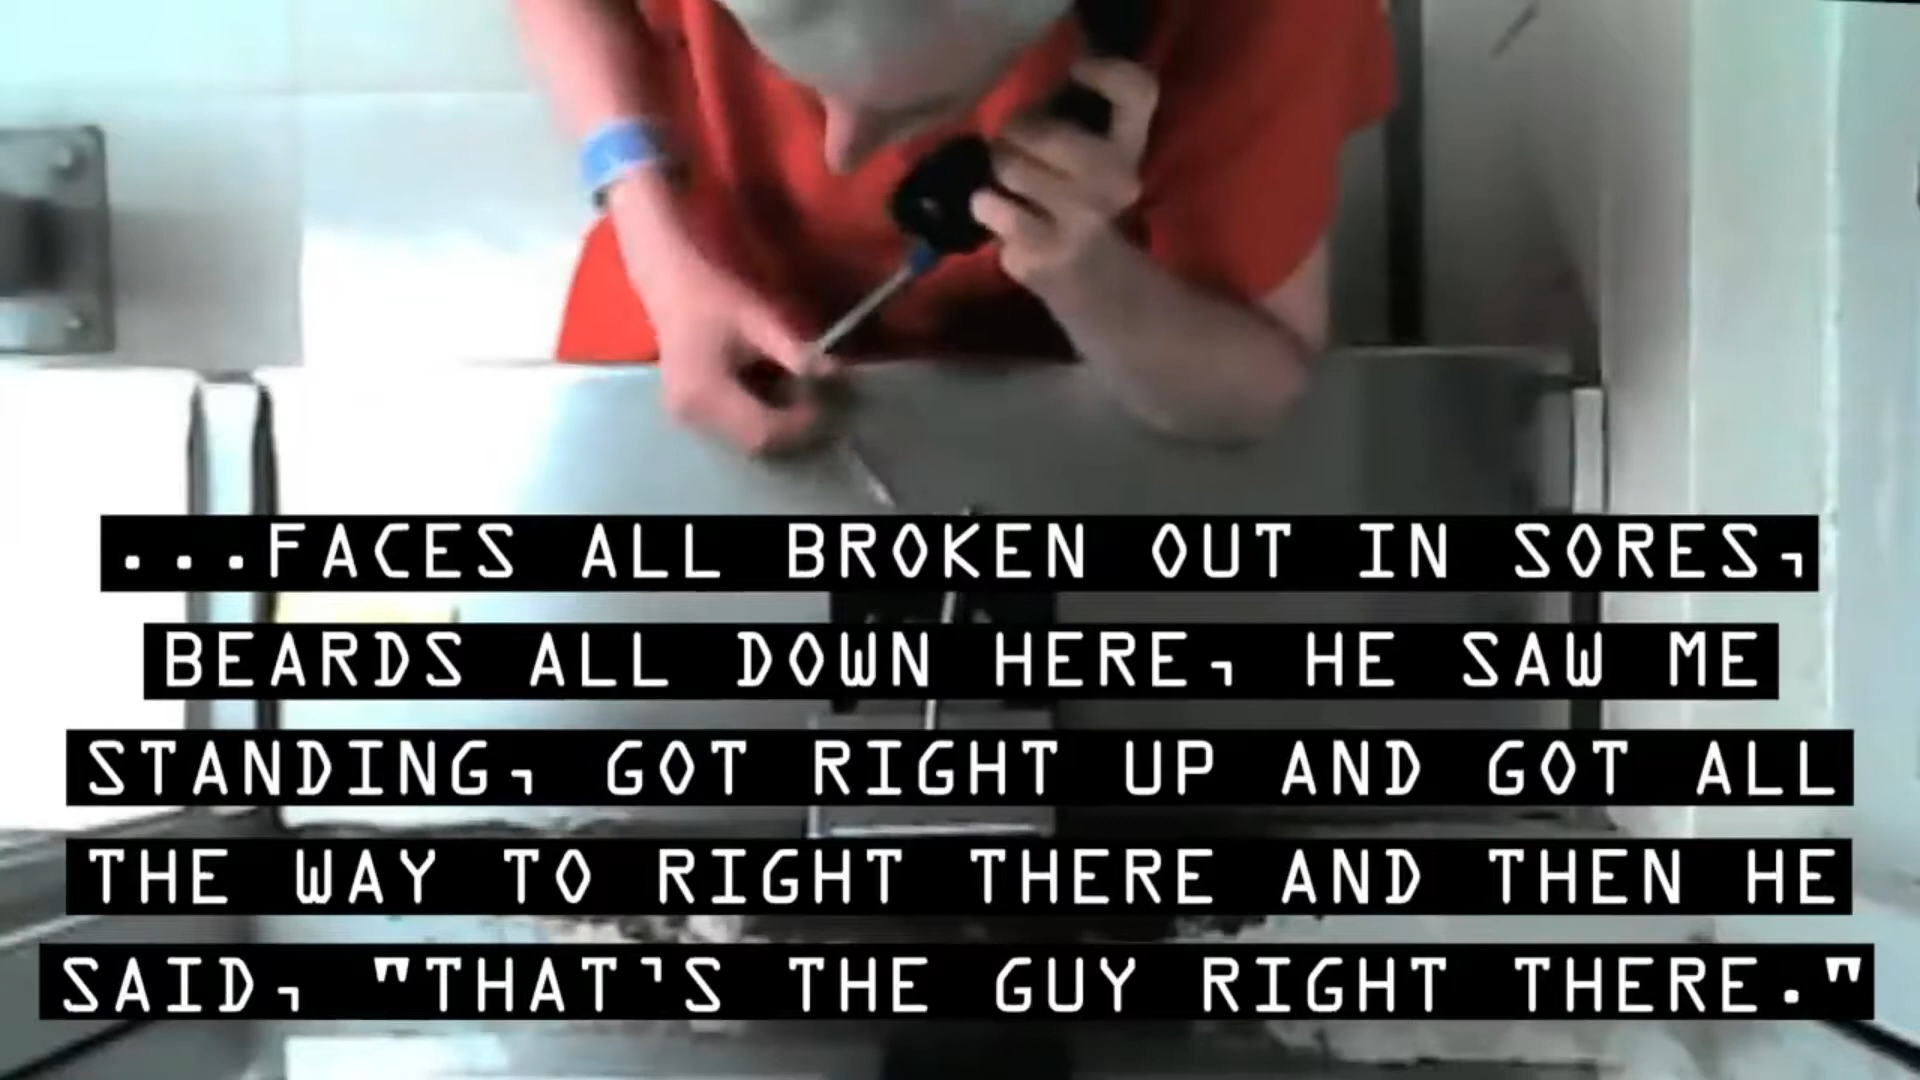 ...FACES ALL BROKEN OUT IN SORES,
BEARDS ALL DOWN HERE, HE SAW ME
STANDING, GOT RIGHT UP AND GOT ALL
THE WAY TO RIGHT THERE AND THEN HE
SAID, "THAT'S THE GUY RIGHT THERE."